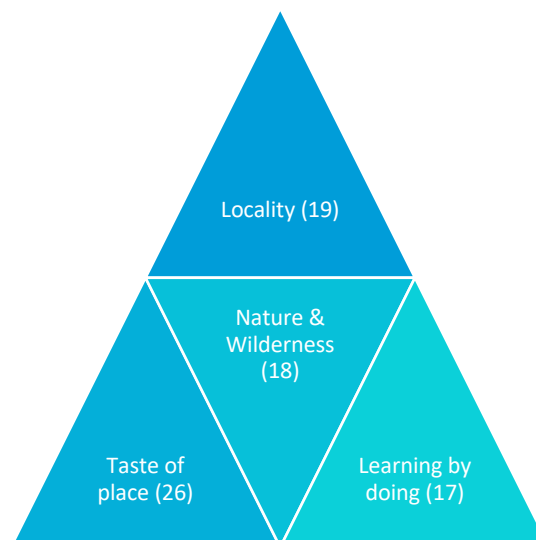 Locality (19)
Nature &
Wilderness
(18)
Taste of
place (26)
Learning by
doing (17)